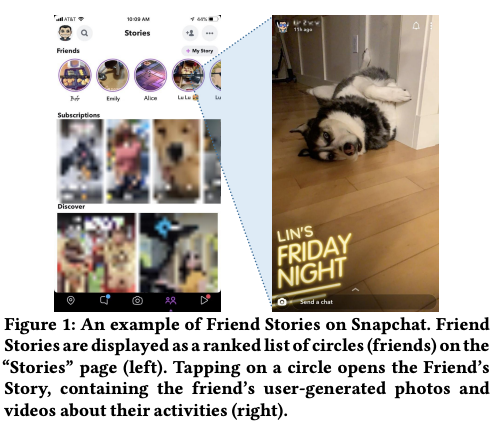 AT&T 10:09 AM 44%
Stories
Friends
+ My Story
Emily
Alice
Lu Lu
Lu
Subscriptions
Discover
11h ago
LIN'S
FRIDAY
NIGHT
Send a chat
Figure 1: An example of Friend Stories on Snapchat. Friend
Stories are displayed as a ranked list of circles (friends) on the
“Stories” page (left). Tapping on a circle opens the Friend's
Story, containing the friend's user-generated photos and
videos about their activities (right).